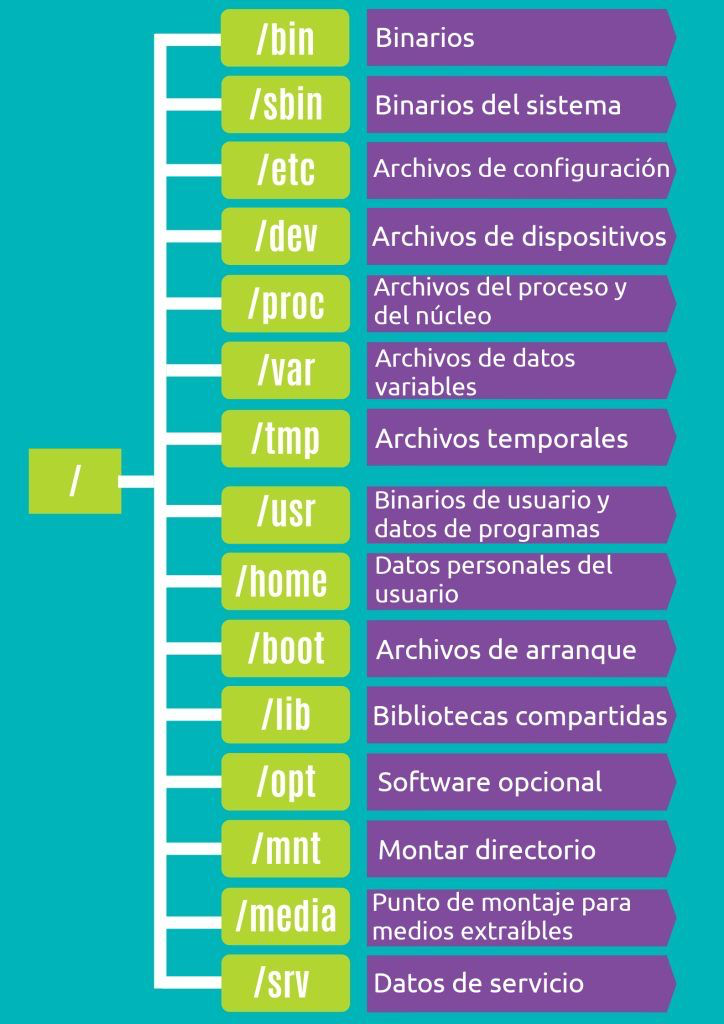 /bin
Binarios
/sbin
Binarios del sistema
/etc
Archivos de configuración
/dev
Archivos de dispositivos
/proc
Archivos del proceso y
del núcleo
/var
Archivos de datos
variables
/tmp
Archivos temporales
/
/usr
Binarios de usuario y
datos de programas
/home
Datos personales del
usuario
/boot
Archivos de arranque
/lib
Bibliotecas compartidas
/opt
Software opcional
/mnt
Montar directorio
/media
Punto de montaje para
medios extraíbles
/srv
Datos de servicio